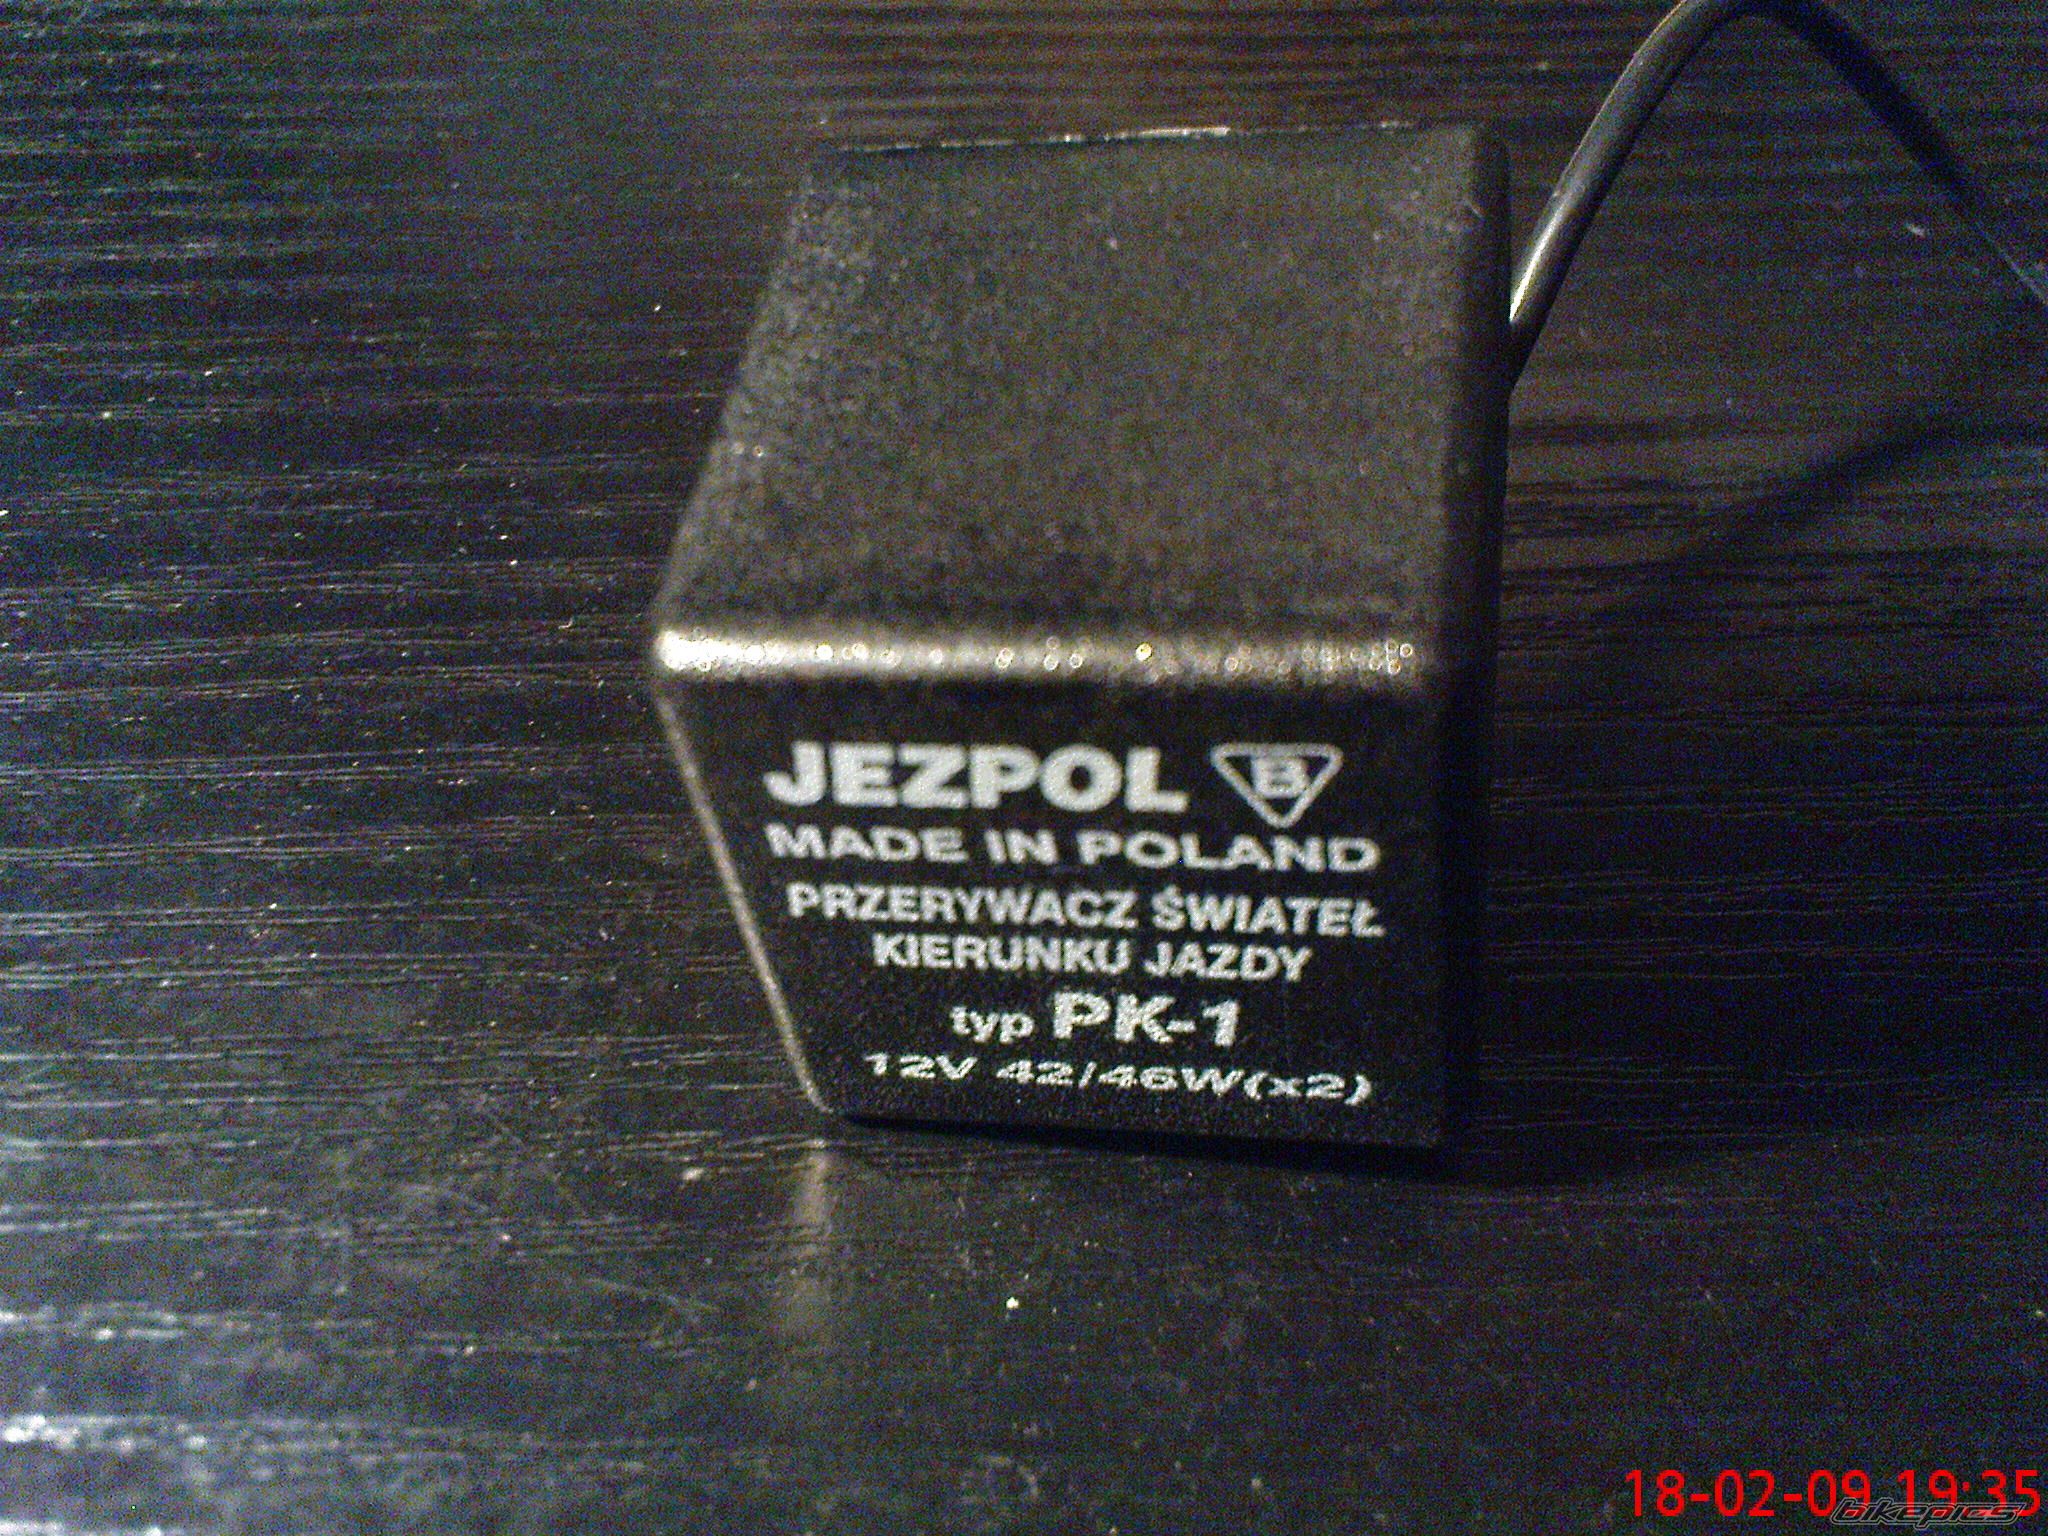 JEZPOL B
MADE IN POLAND
PRZERYWACZ ŚWIATEŁ
KIERUNKU JAZDY
typ PK-1
12V 42/46W(x2)
18-02-09 19:35
bikepics